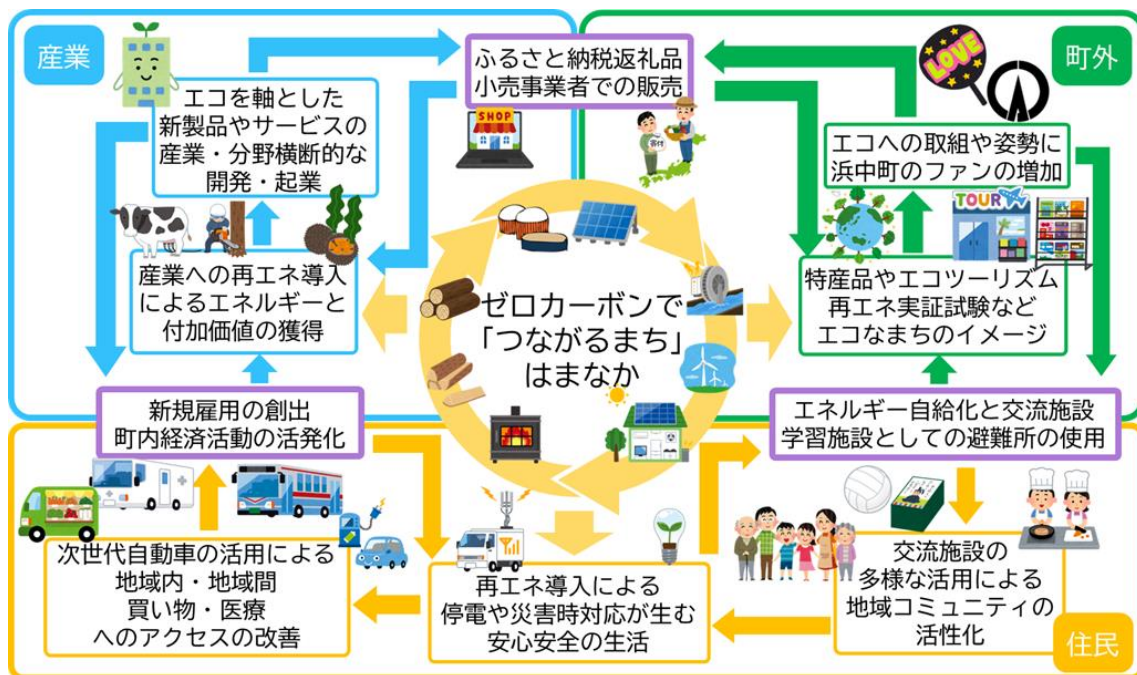 産業
ふるさと納税返礼品
小売事業者での販売
町外
SHOP
寄付
LOVE
エコを軸とした
新製品やサービスの
産業・分野横断的な
開発・起業
エコへの取組や姿勢に
浜中町のファンの増加
TOUR
産業への再エネ導入
によるエネルギーと
付加価値の獲得
ゼロカーボンで
「つながるまち」
はまなか
特産品やエコツーリズム
再エネ実証試験など
エコなまちのイメージ
新規雇用の創出
町内経済活動の活発化
エネルギー自給化と交流施設
学習施設としての避難所の使用
次世代自動車の活用による
地域内・地域間
買い物・医療
へのアクセスの改善
再エネ導入による
停電や災害時対応が生む
安心安全の生活
交流施設の
多様な活用による
地域コミュニティの
活性化
住民